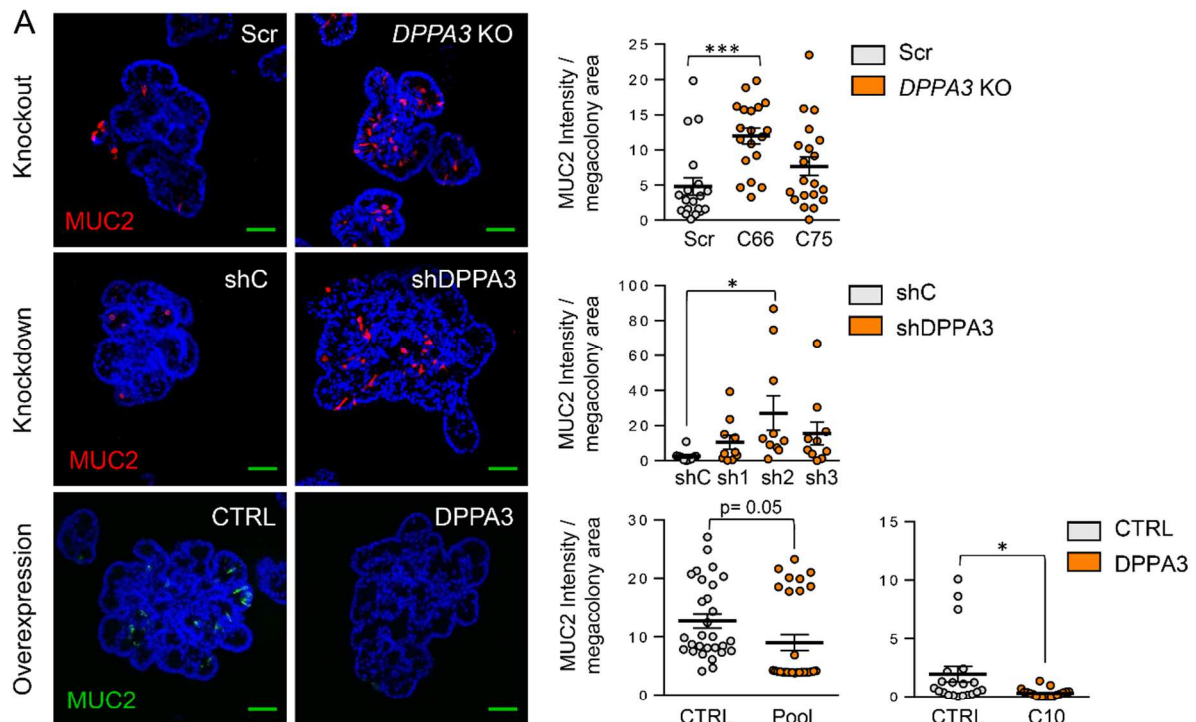 A
Knockout
Scr
DPPA3 KO
MUC2
MUC2 Intensity /
megacolony area
25
20
15
10
5
0
***
Scr
C66
C75
Scr
DPPA3 KO
Knockdown
shC
shDPPA3
MUC2
MUC2 Intensity /
megacolony area
100
80
60
40
20
0
*
shC
sh1
sh2
sh3
shC
shDPPA3
Overexpression
CTRL
DPPA3
MUC2
MUC2 Intensity /
megacolony area
30
20
10
0
p= 0.05
CTRL
Pool
15
10
5
0
*
CTRL
C10
CTRL
DPPA3